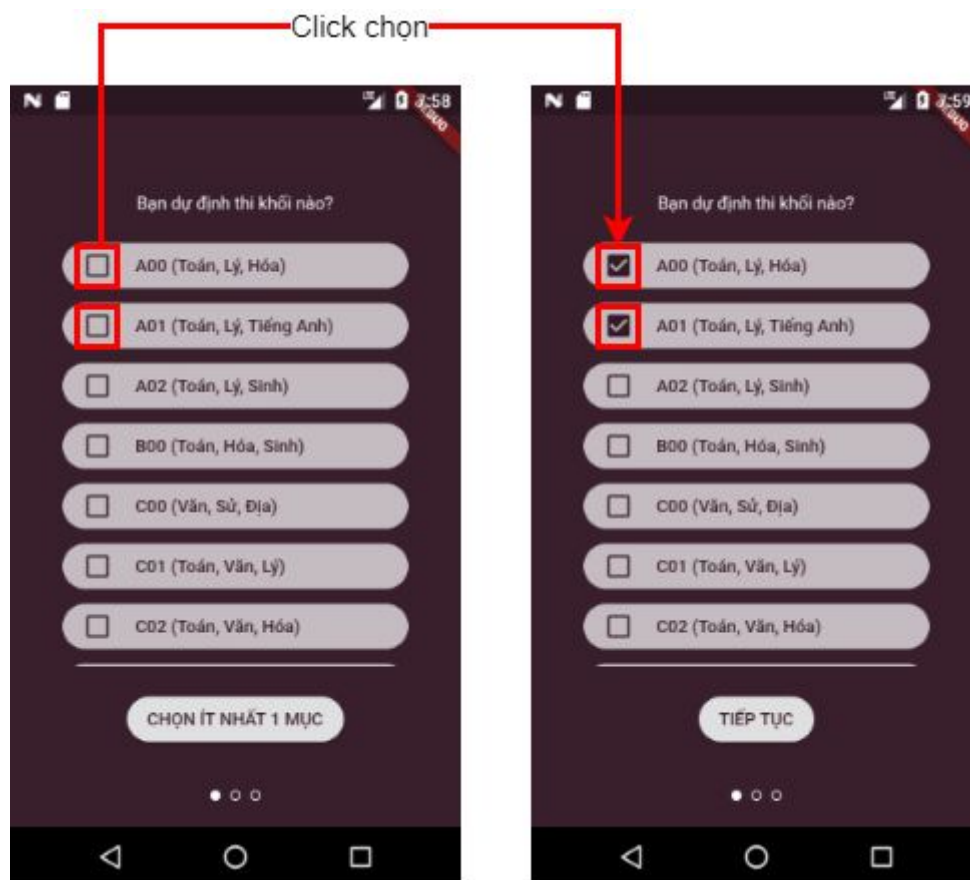 Click chọn
7:58
Bạn dự định thi khối nào?
A00 (Toán, Lý, Hóa)
A01 (Toán, Lý, Tiếng Anh)
A02 (Toán, Lý, Sinh)
B00 (Toán, Hóa, Sinh)
C00 (Văn, Sử, Địa)
C01 (Toán, Văn, Lý)
C02 (Toán, Văn, Hóa)
CHỌN ÍT NHẤT 1 MỤC
7:59
Bạn dự định thi khối nào?
A00 (Toán, Lý, Hóa)
A01 (Toán, Lý, Tiếng Anh)
A02 (Toán, Lý, Sinh)
B00 (Toán, Hóa, Sinh)
C00 (Văn, Sử, Địa)
C01 (Toán, Văn, Lý)
C02 (Toán, Văn, Hóa)
TIẾP TỤC